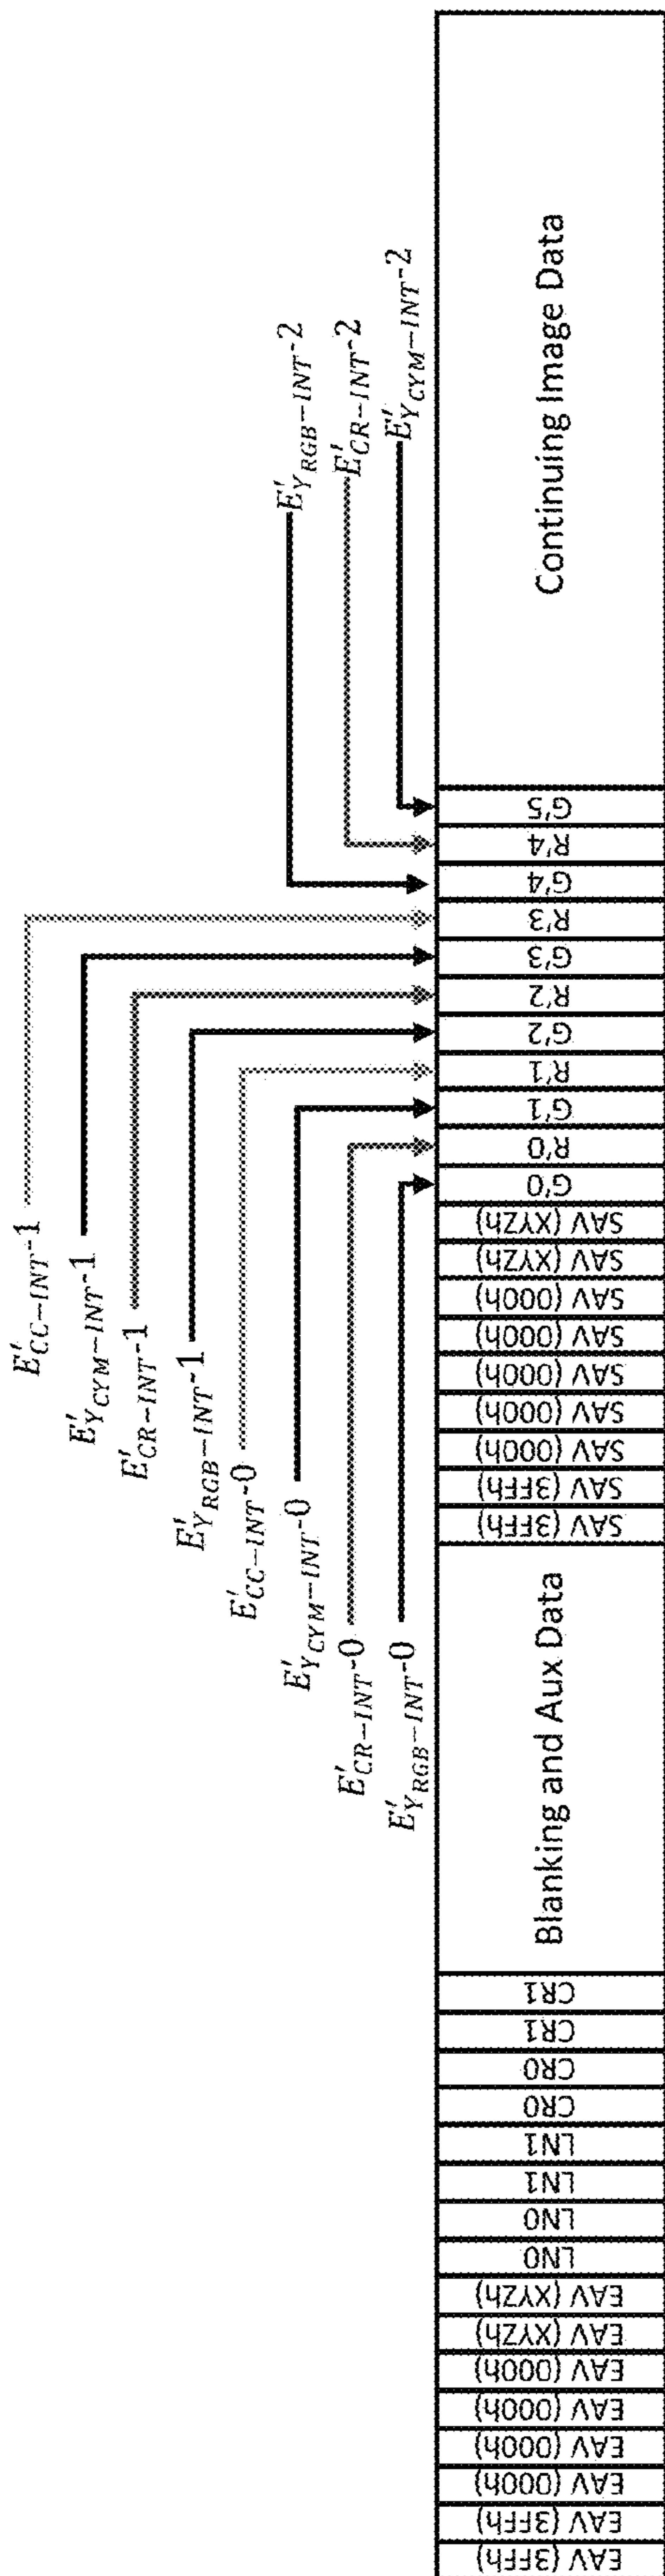 E'CC−INT-1
E'YCYM−INT-1
E'CR−INT-1
E'YRGB−INT-1
E'CC−INT-0
E'YCYM−INT-0
E'CR−INT-0
E'YRGB−INT-0
E'YRGB−INT-2
E'CR−INT-2
E'YCYM−INT-2
EAV (3FFh)
EAV (3FFh)
EAV (000h)
EAV (000h)
EAV (000h)
EAV (000h)
EAV (XYZh)
EAV (XYZh)
LN0
LN0
LN1
LN1
CR0
CR0
CR1
CR1
Blanking and Aux Data
SAV (3FFh)
SAV (3FFh)
SAV (000h)
SAV (000h)
SAV (000h)
SAV (000h)
SAV (000h)
SAV (XYZh)
SAV (XYZh)
G'0
R'0
G'1
R'1
G'2
R'2
G'3
R'3
G'4
R'4
G'5
Continuing Image Data